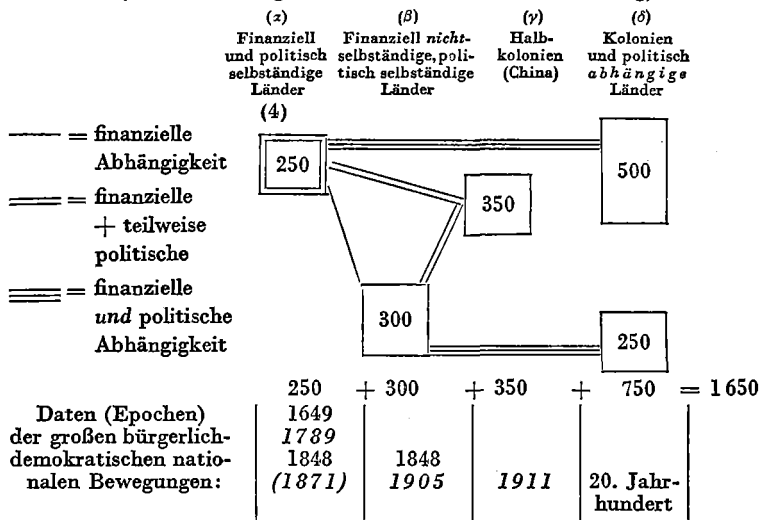 (α) (β) (γ) (δ)
Finanziell Finanziell nicht- Halb- Kolonien
und politisch selbständige, poli- kolonien und politisch
selbständige tisch selbständige (China) abhängige
Länder Länder Länder
(4)
= finanzielle
Abhängigkeit
250
500
= finanzielle
+ teilweise
politische
350
= finanzielle
und politische
Abhängigkeit
300
250
250 + 300 + 350 + 750 = 1650
Daten (Epochen) 1649
der großen bürgerlich- 1789
demokratischen natio- 1848 1848
nalen Bewegungen: (1871) 1905 1911 20. Jahr-
hundert